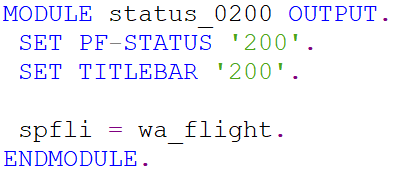 MODULE status_0200 OUTPUT.
SET PF-STATUS '200'.
SET TITLEBAR '200'.
spfli = wa_flight.
ENDMODULE.